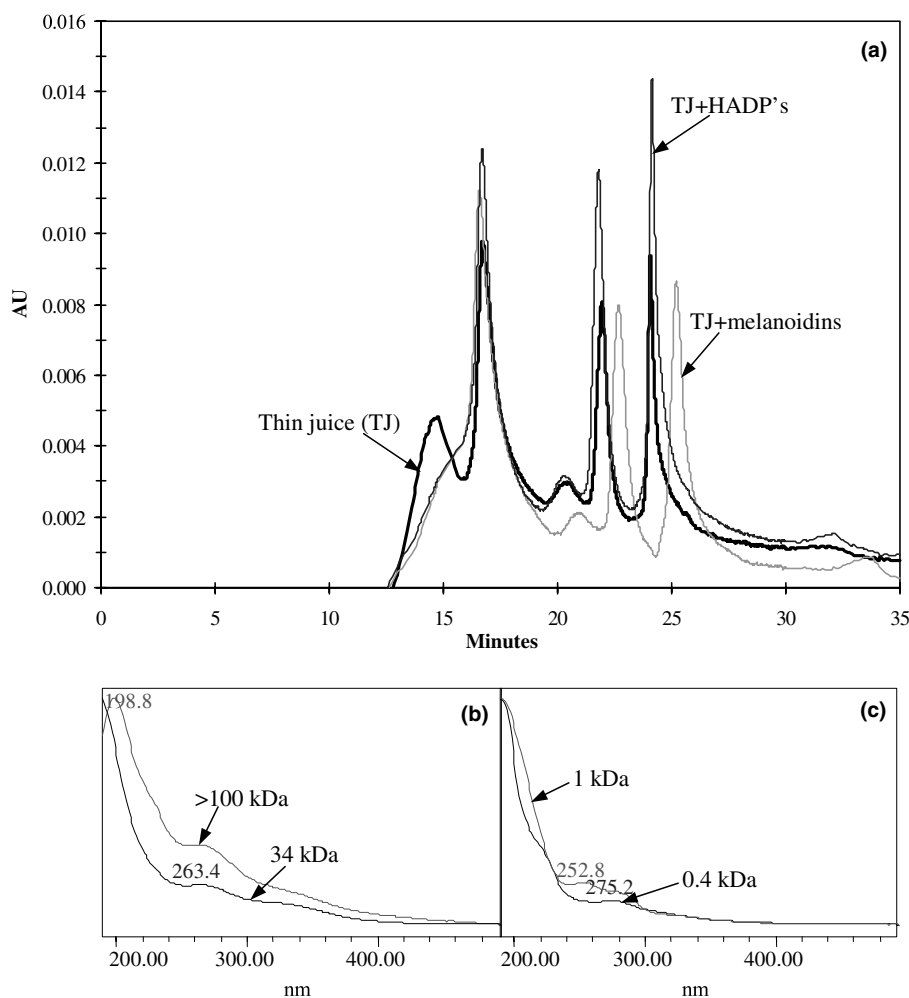 0.016
(a)
0.014
TJ+HADP's
0.012
0.010
AU
0.008
TJ+melanoidins
0.006
Thin juice (TJ)
0.004
0.002
0.000
0 5 10 15 20 25 30 35
Minutes
198.8
(b)
>100 kDa
34 kDa
263.4
200.00 300.00 400.00
nm
(c)
1 kDa
252.8
275.2
0.4 kDa
200.00 300.00 400.00
nm